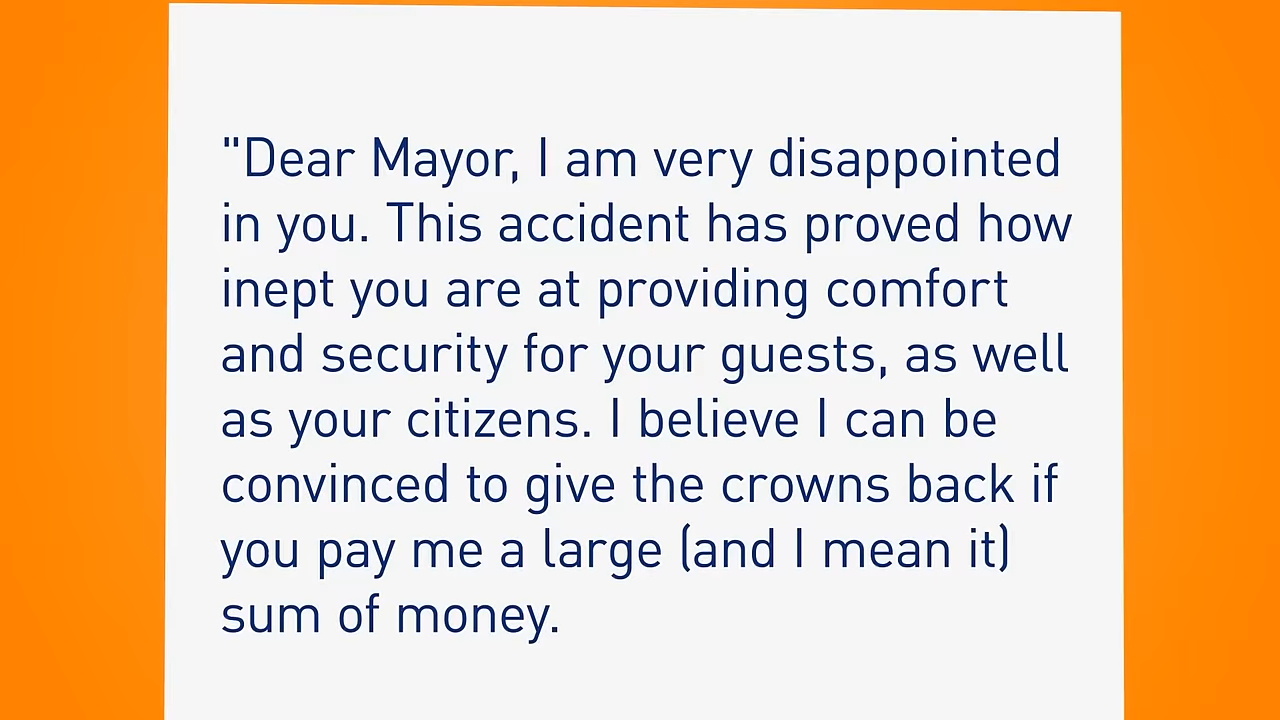 "Dear Mayor, I am very disappointed
in you. This accident has proved how
inept you are at providing comfort
and security for your guests, as well
as your citizens. I believe I can be
convinced to give the crowns back if
you pay me a large (and I mean it)
sum of money.